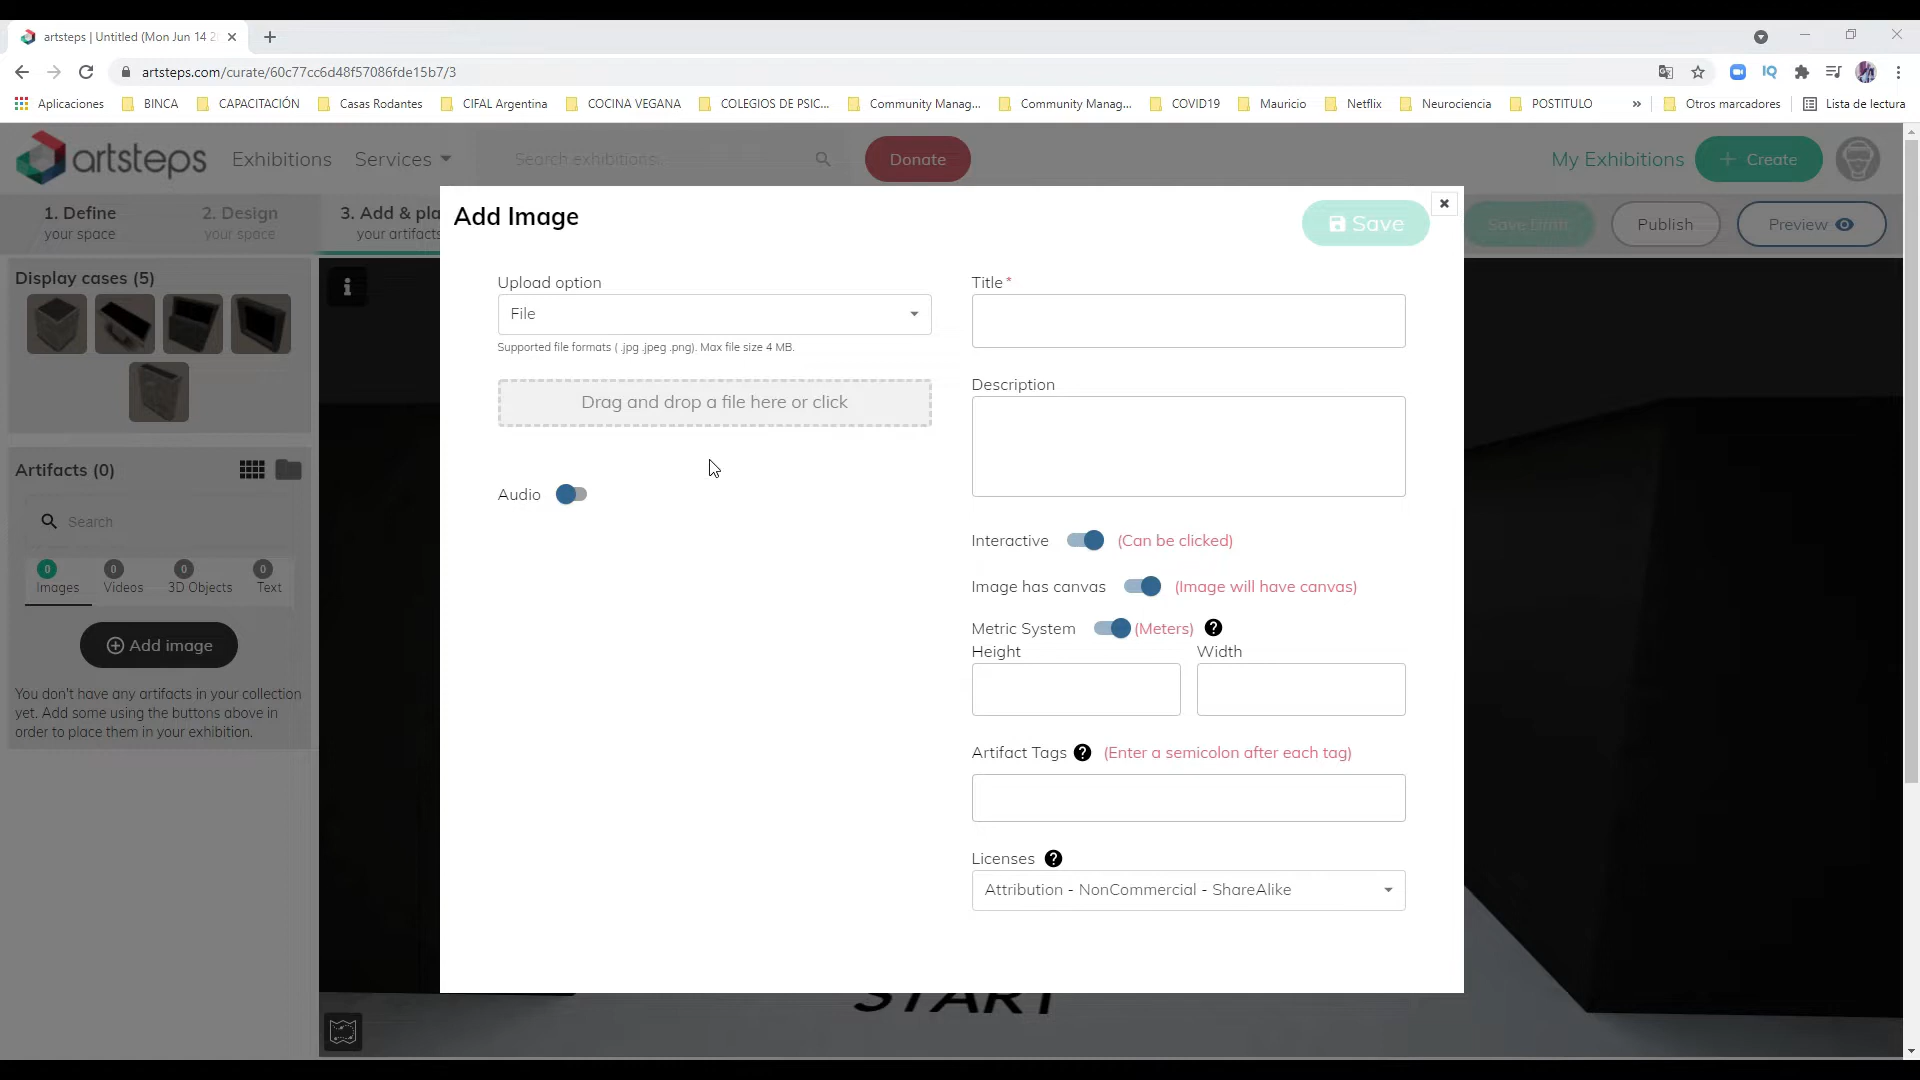 artsteps | Untitled (Mon Jun 14 2
artsteps.com/curate/60c77cc6d48f57086fde15b7/3
IQ
Aplicaciones BINCA CAPACITACIÓN Casas Rodantes CIFAL Argentina COCINA VEGANA COLEGIOS DE PSIC... Community Manag... Community Manag... COVID19 Mauricio Netflix Neurociencia POSTITULO » Otros marcadores Lista de lectura
artsteps Exhibitions Services Search exhibitions... Donate My Exhibitions + Create
1. Define
your space
2. Design
your space
3. Add & pla
your artifacts
Save Draft Publish Preview
Display cases (5)
Artifacts (0)
Search
0 0 0 0
Images Videos 3D Objects Text
Add image
You don't have any artifacts in your collection
yet. Add some using the buttons above in
order to place them in your exhibition.
Add Image
Save
Upload option
File
Supported file formats ( .jpg .jpeg .png). Max file size 4 MB.
Drag and drop a file here or click
Audio
Title *
Description
Interactive (Can be clicked)
Image has canvas (Image will have canvas)
Metric System (Meters) ?
Height Width
Artifact Tags ? (Enter a semicolon after each tag)
Licenses ?
Attribution - NonCommercial - ShareAlike
START